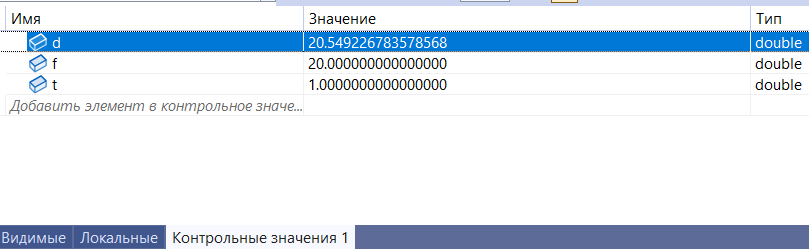 Имя Значение Тип
d 20.549226783578568 double
f 20.000000000000000 double
t 1.0000000000000000 double
Добавить элемент в контрольное значе...
Видимые Локальные Контрольные значения 1